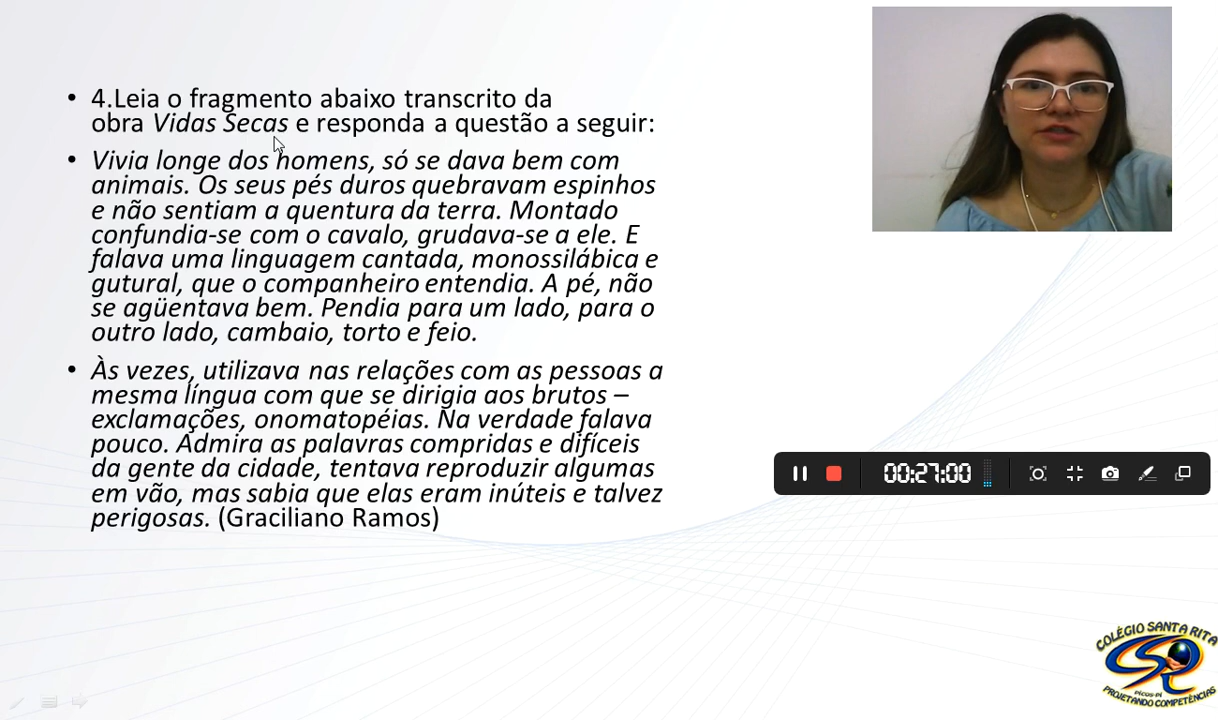 • 4.Leia o fragmento abaixo transcrito da
obra Vidas Secas e responda a questão a seguir:
• Vivia longe dos homens, só se dava bem com
animais. Os seus pés duros quebravam espinhos
e não sentiam a quentura da terra. Montado
confundia-se com o cavalo, grudava-se a ele. E
falava uma linguagem cantada, monossilábica e
gutural, que o companheiro entendia. A pé, não
se agüentava bem. Pendia para um lado, para o
outro lado, cambaio, torto e feio.
• Às vezes, utilizava nas relações com as pessoas a
mesma língua com que se dirigia aos brutos –
exclamações, onomatopéias. Na verdade falava
pouco. Admira as palavras compridas e difíceis
da gente da cidade, tentava reproduzir algumas
em vão, mas sabia que elas eram inúteis e talvez
perigosas. (Graciliano Ramos)
00:27:00
COLÉGIO SANTA RITA
CSR
PICOS-PI
PROJETANDO COMPETÊNCIAS